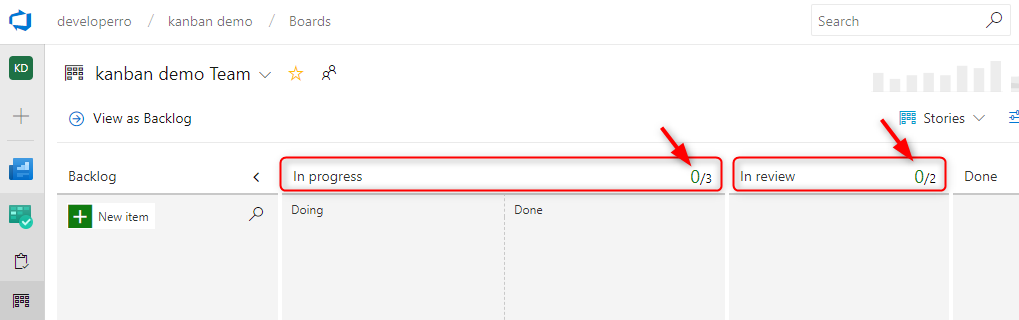 developerro / kanban demo / Boards
Search
KD
kanban demo Team
View as Backlog
Stories
Backlog
In progress 0/3
In review 0/2
Done
New item
Doing
Done